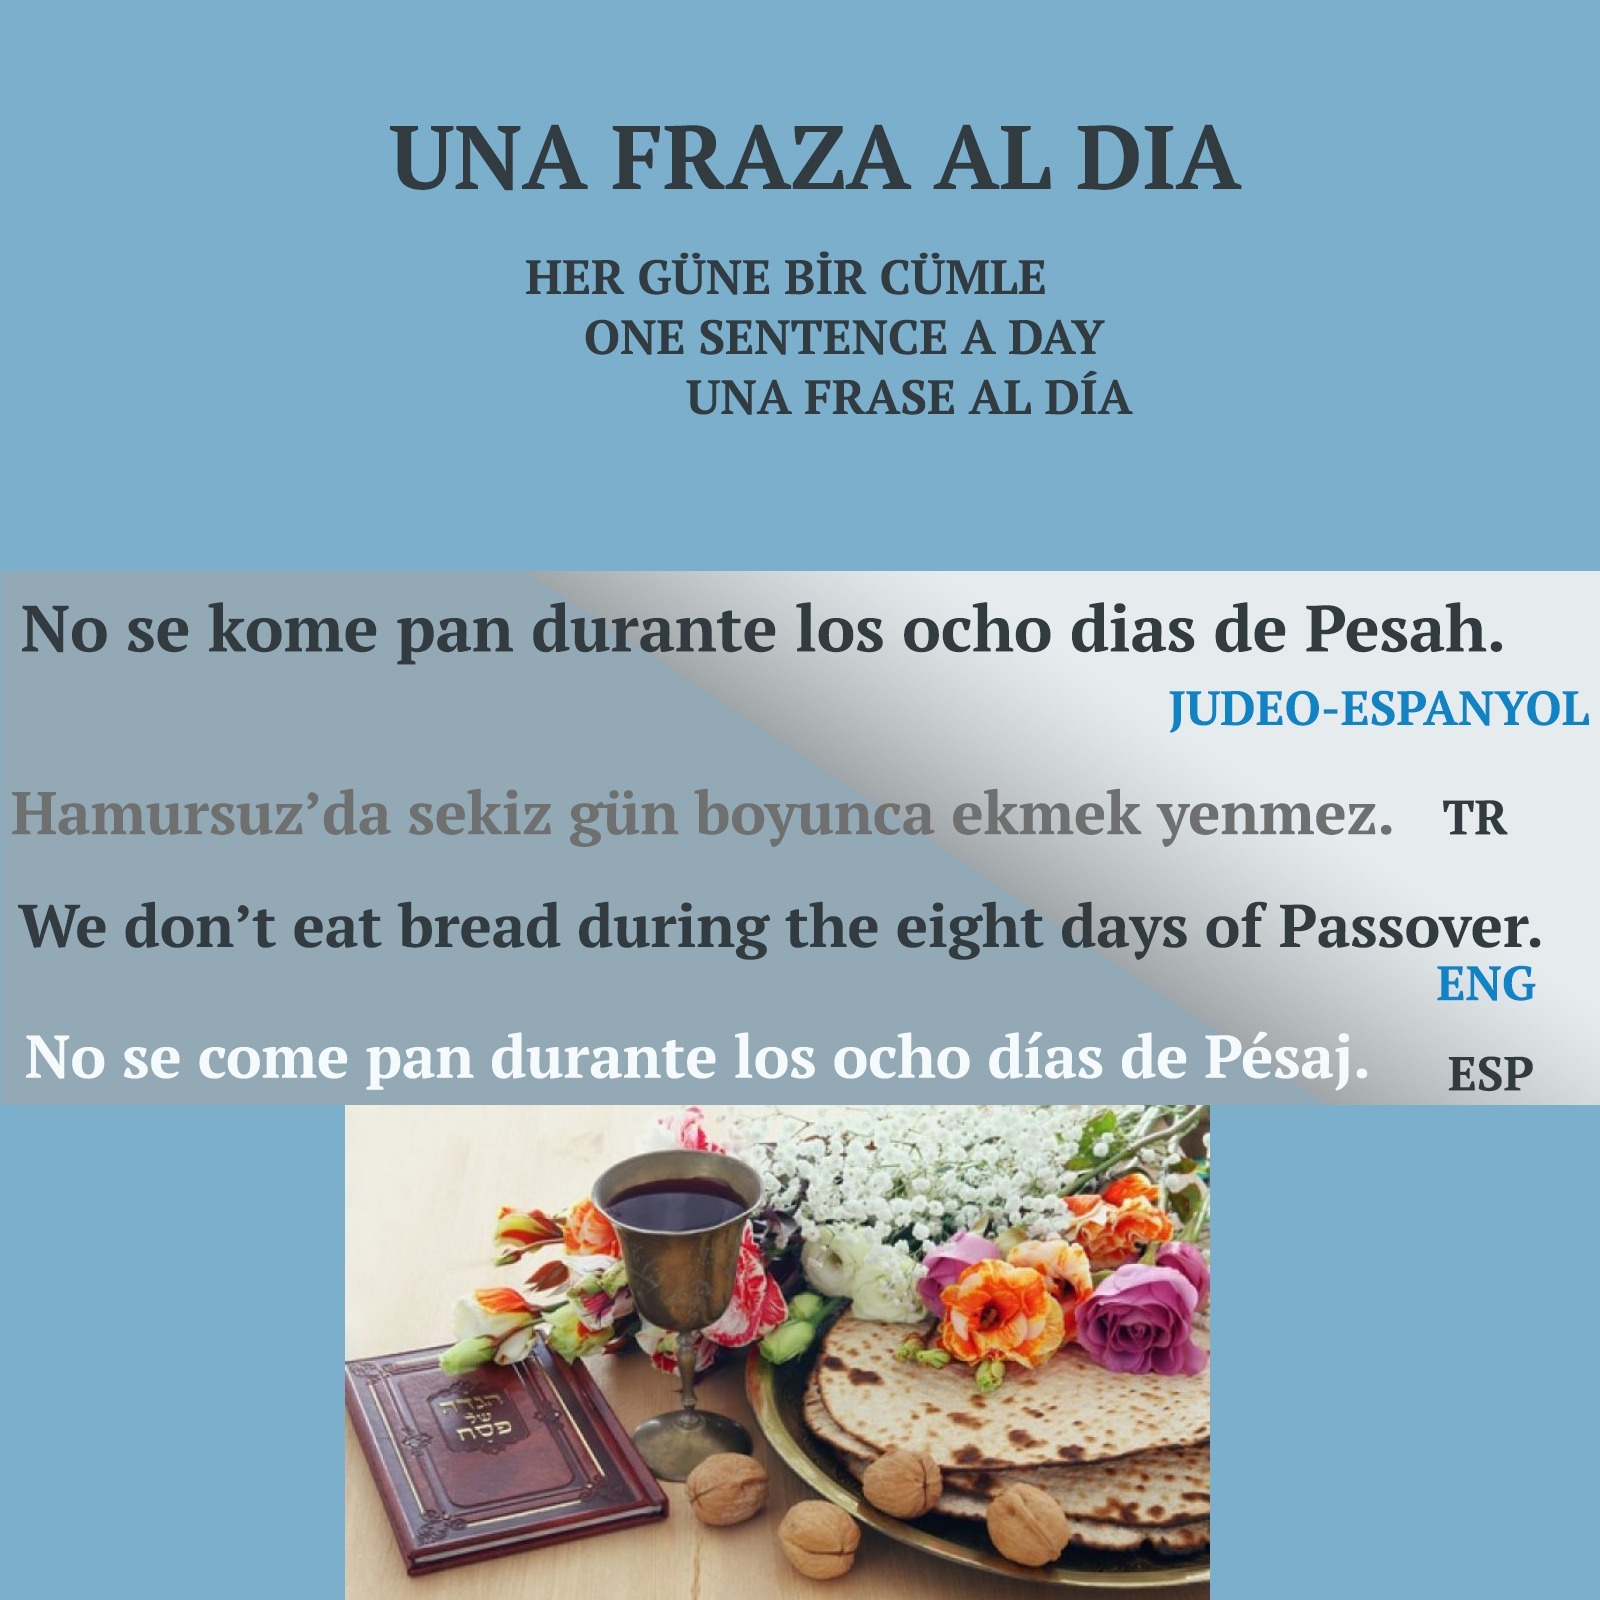 UNA FRAZA AL DIA
HER GÜNE BİR CÜMLE
ONE SENTENCE A DAY
UNA FRASE AL DÍA
No se kome pan durante los ocho dias de Pesah.
JUDEO-ESPANYOL
Hamursuz’da sekiz gün boyunca ekmek yenmez. TR
We don’t eat bread during the eight days of Passover.
ENG
No se come pan durante los ocho días de Pésaj.
ESP
הגדה
של
פסח